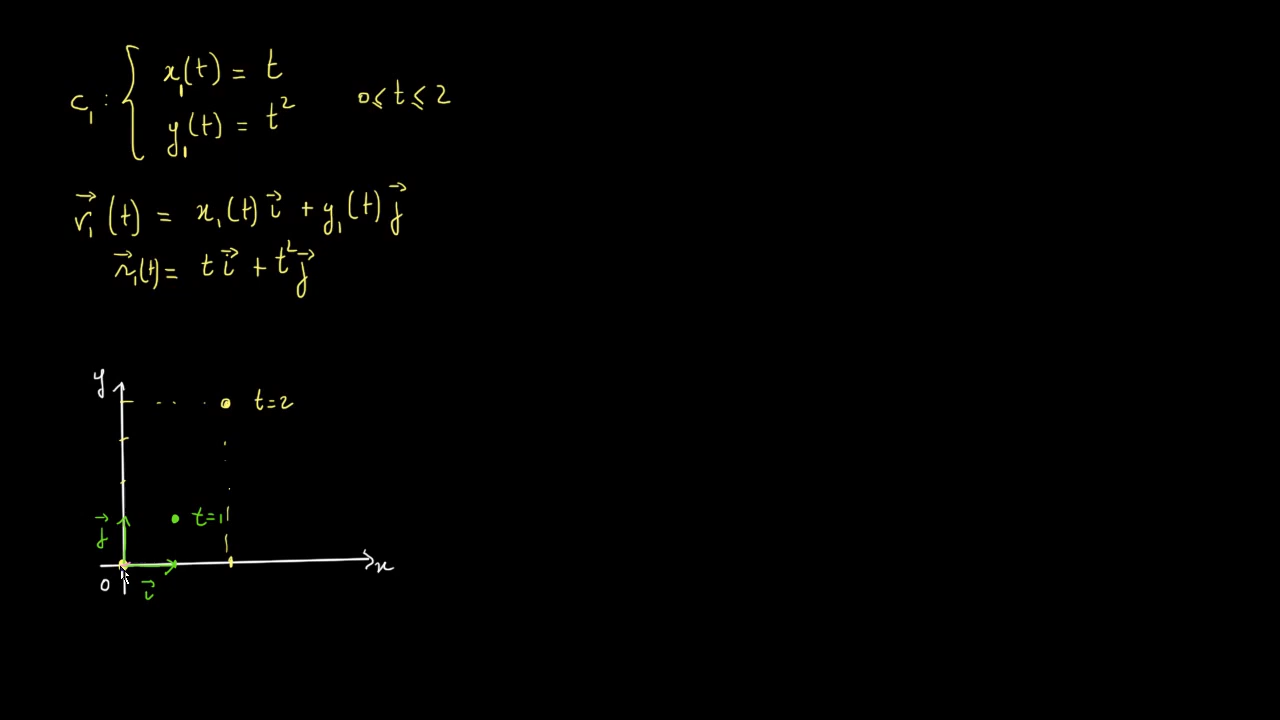 C₁ : { x₁(t) = t
y₁(t) = t² 0 ≤ t ≤ 2
r⃗₁(t) = x₁(t) i⃗ + y₁(t) j⃗
r⃗₁(t) = t i⃗ + t² j⃗
y
t=2
j⃗
t=1
x
0
i⃗